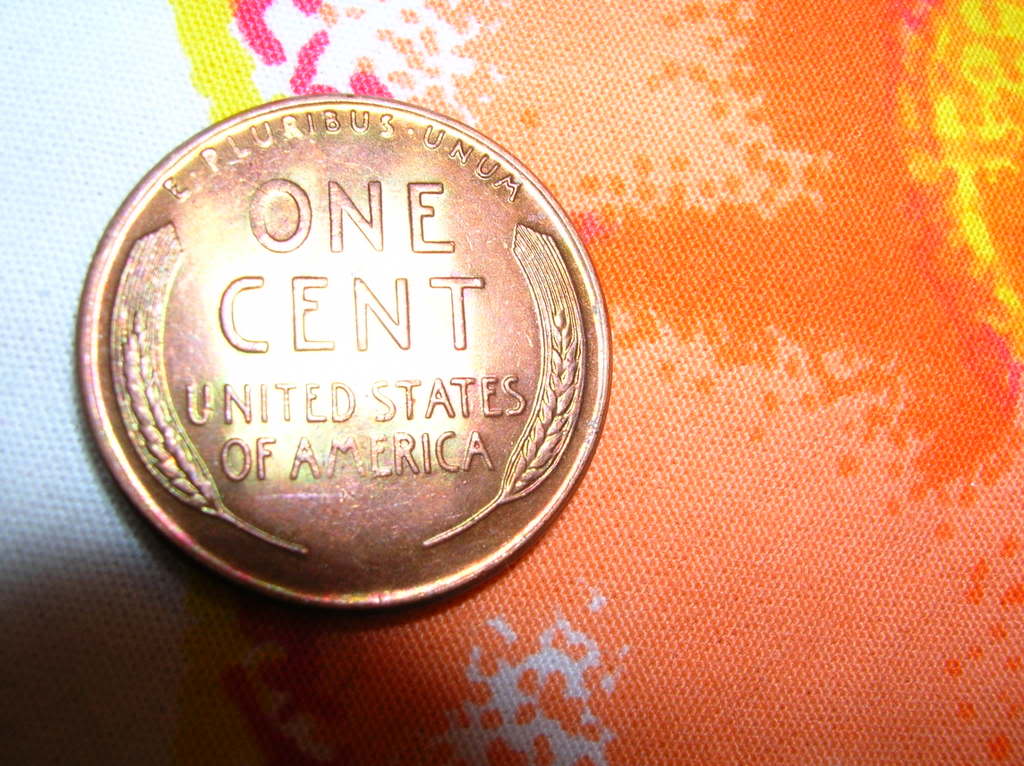 E·PLURIBUS·UNUM
ONE
CENT
UNITED·STATES
OF AMERICA